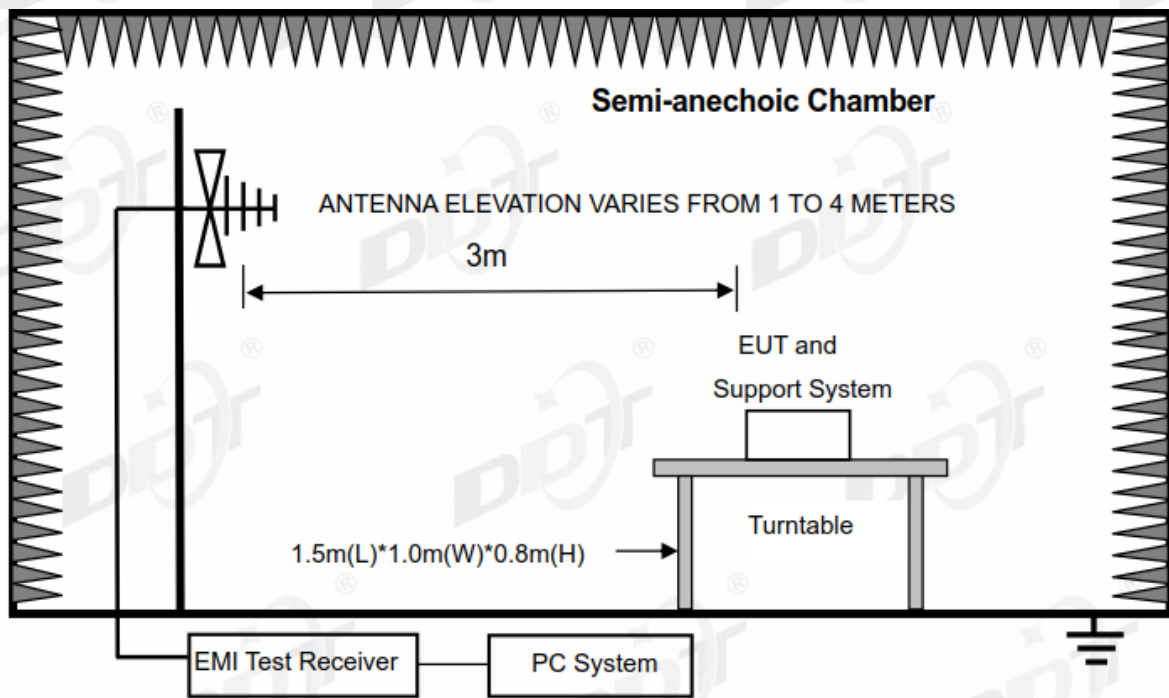 Semi-anechoic Chamber
ANTENNA ELEVATION VARIES FROM 1 TO 4 METERS
3m
EUT and
Support System
Turntable
1.5m(L)*1.0m(W)*0.8m(H)
EMI Test Receiver
PC System